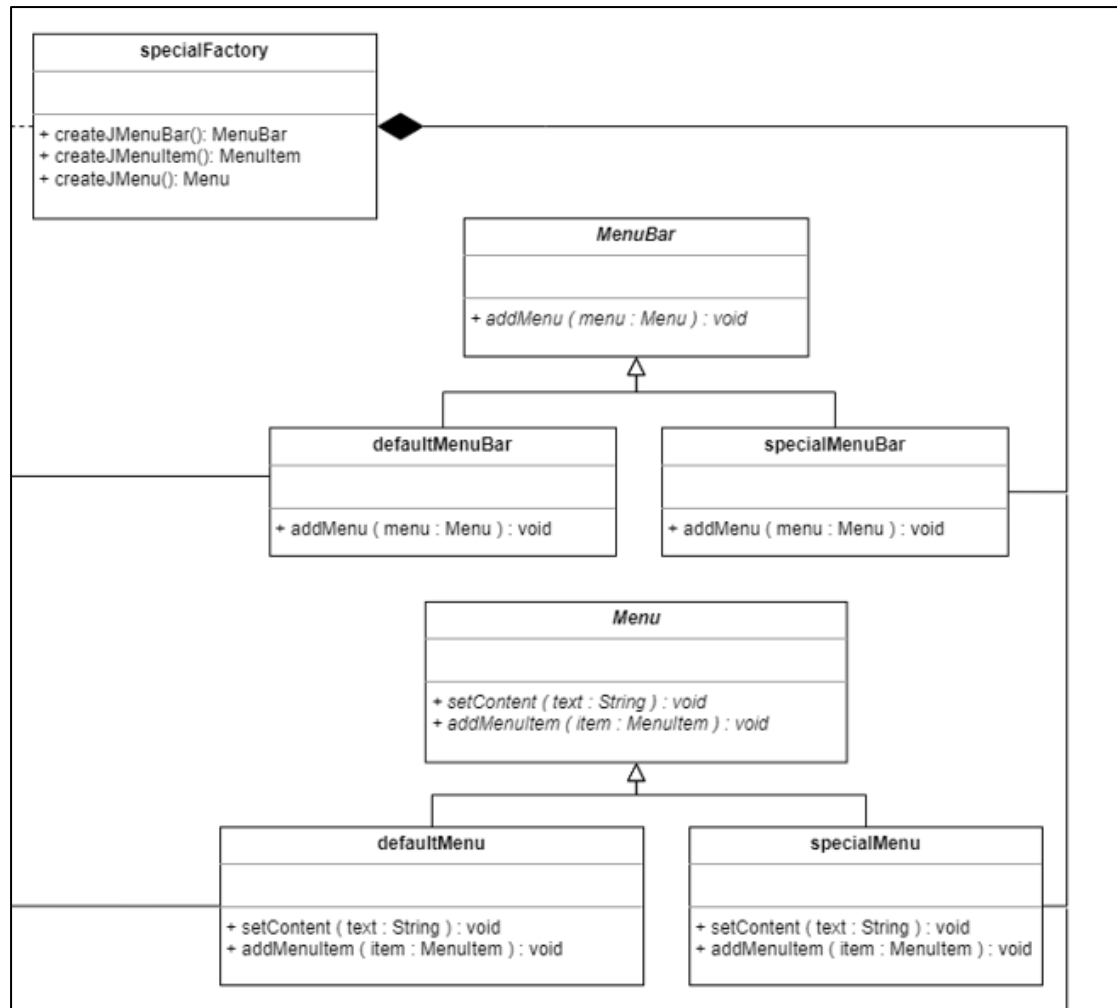 specialFactory
+ createJMenuBar(): MenuBar
+ createJMenuItem(): MenuItem
+ createJMenu(): Menu
MenuBar
+ addMenu ( menu : Menu ) : void
defaultMenuBar
+ addMenu ( menu : Menu ) : void
specialMenuBar
+ addMenu ( menu : Menu ) : void
Menu
+ setContent ( text : String ) : void
+ addMenuItem ( item : MenuItem ) : void
defaultMenu
+ setContent ( text : String ) : void
+ addMenuItem ( item : MenuItem ) : void
specialMenu
+ setContent ( text : String ) : void
+ addMenuItem ( item : MenuItem ) : void